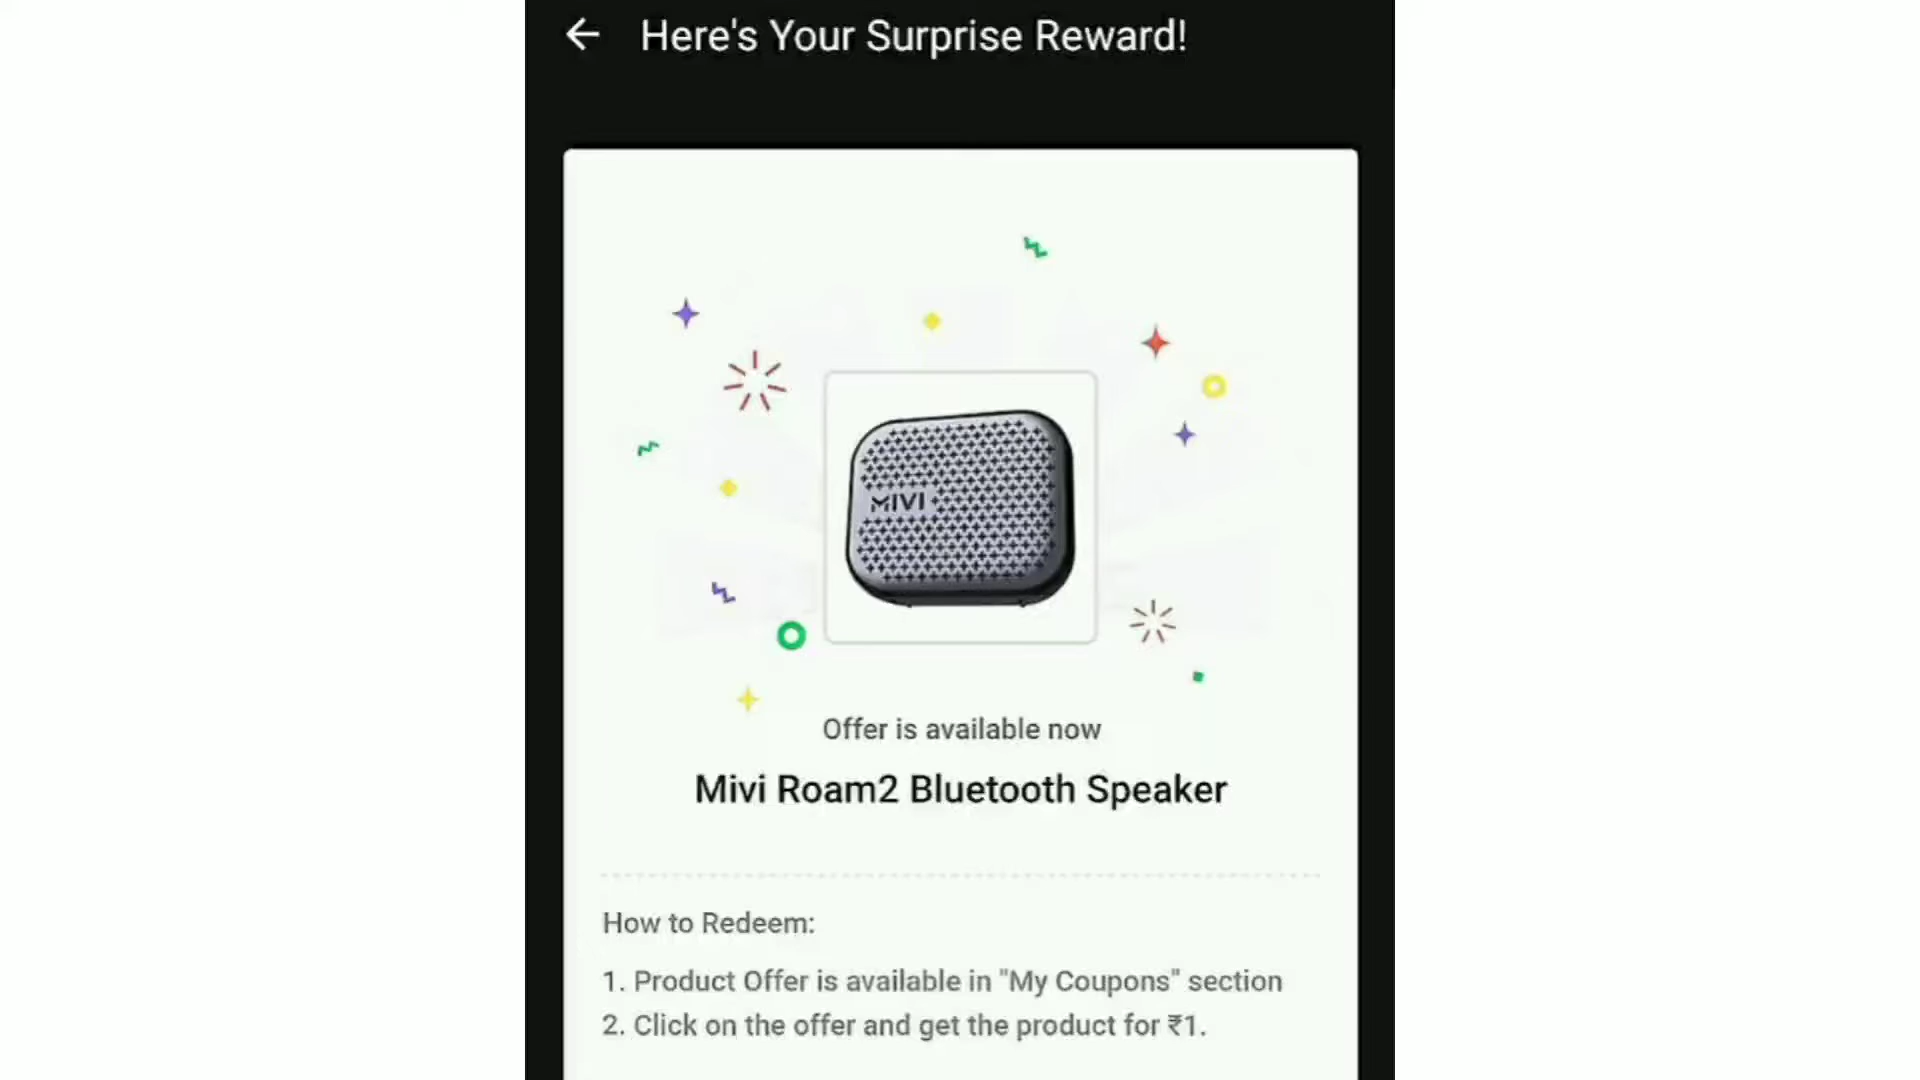 Here's Your Surprise Reward!
MIVI
Offer is available now
Mivi Roam2 Bluetooth Speaker
How to Redeem:
1. Product Offer is available in "My Coupons" section
2. Click on the offer and get the product for ₹1.